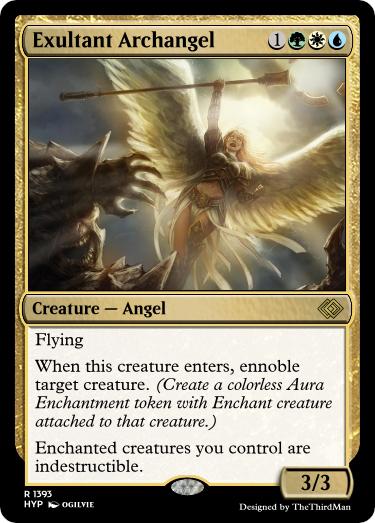 Exultant Archangel 1
Creature — Angel
Flying
When this creature enters, ennoble
target creature. (Create a colorless Aura
Enchantment token with Enchant creature
attached to that creature.)
Enchanted creatures you control are
indestructible.
3/3
R 1393
HYP OGILVIE
Designed by TheThirdMan